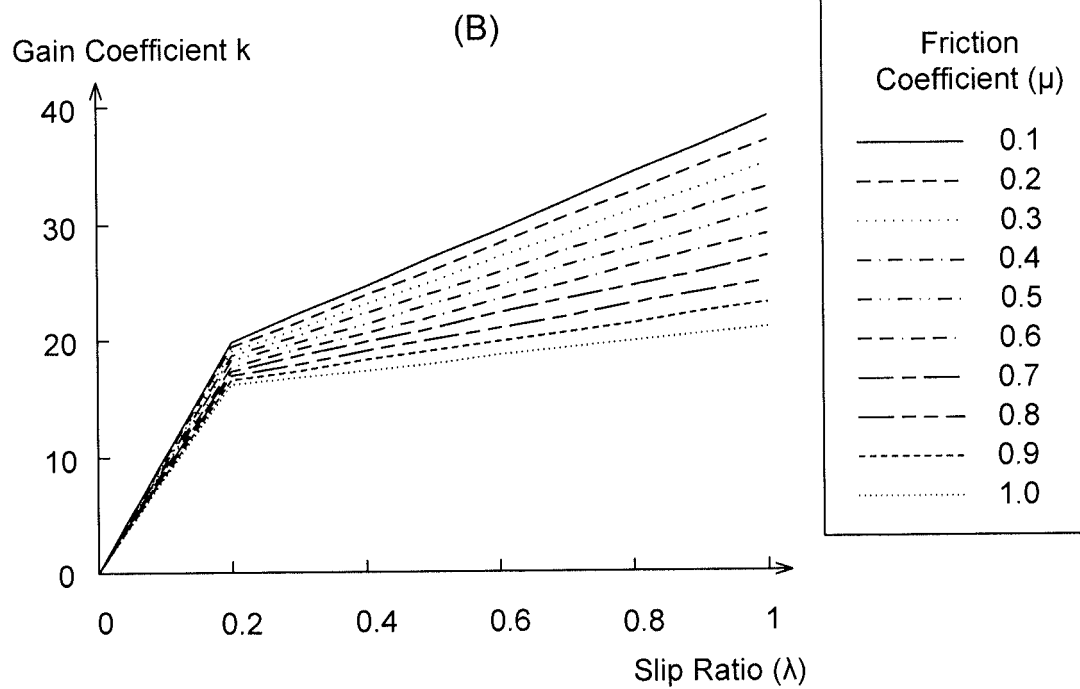 (B)
Gain Coefficient k
40
30
20
10
0
0 0.2 0.4 0.6 0.8 1
Slip Ratio (λ)
Friction
Coefficient (μ)
0.1
0.2
0.3
0.4
0.5
0.6
0.7
0.8
0.9
1.0